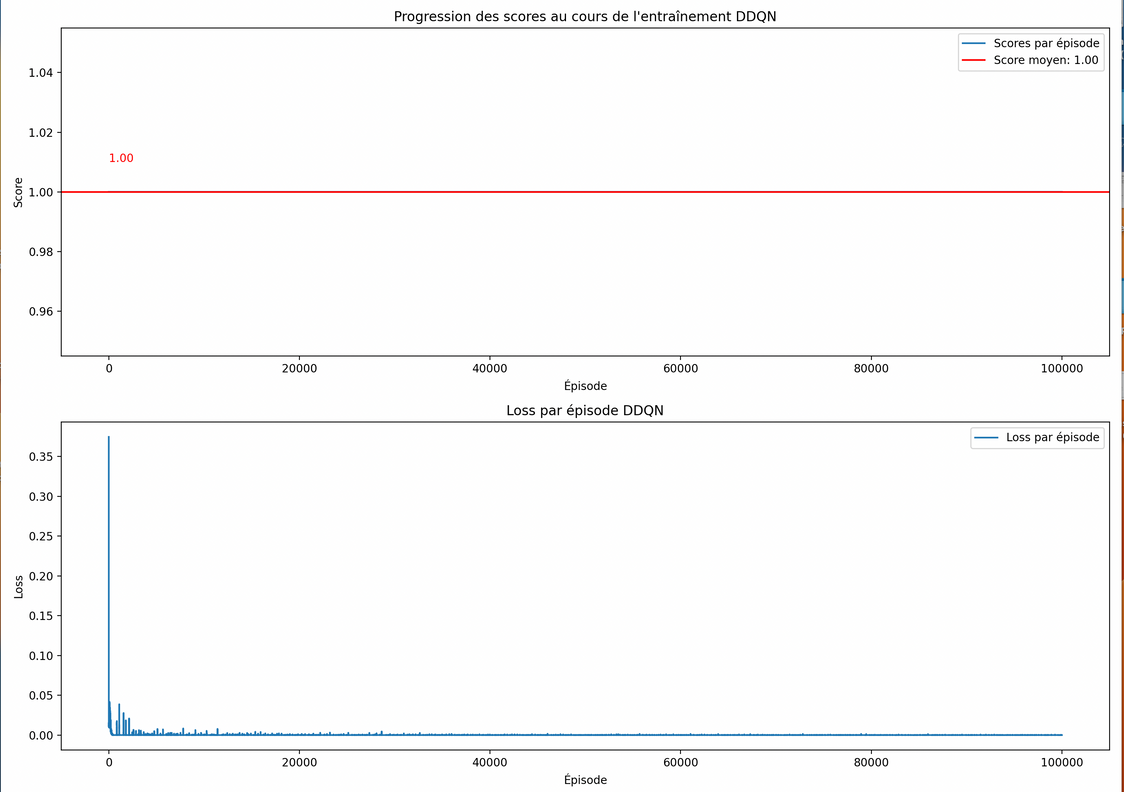 Progression des scores au cours de l'entraînement DDQN
Scores par épisode
Score moyen: 1.00
1.04
1.02
1.00
1.00
0.98
0.96
Score
0
20000
40000
60000
80000
100000
Épisode
Loss par épisode DDQN
Loss par épisode
0.35
0.30
0.25
0.20
0.15
0.10
0.05
0.00
Loss
0
20000
40000
60000
80000
100000
Épisode